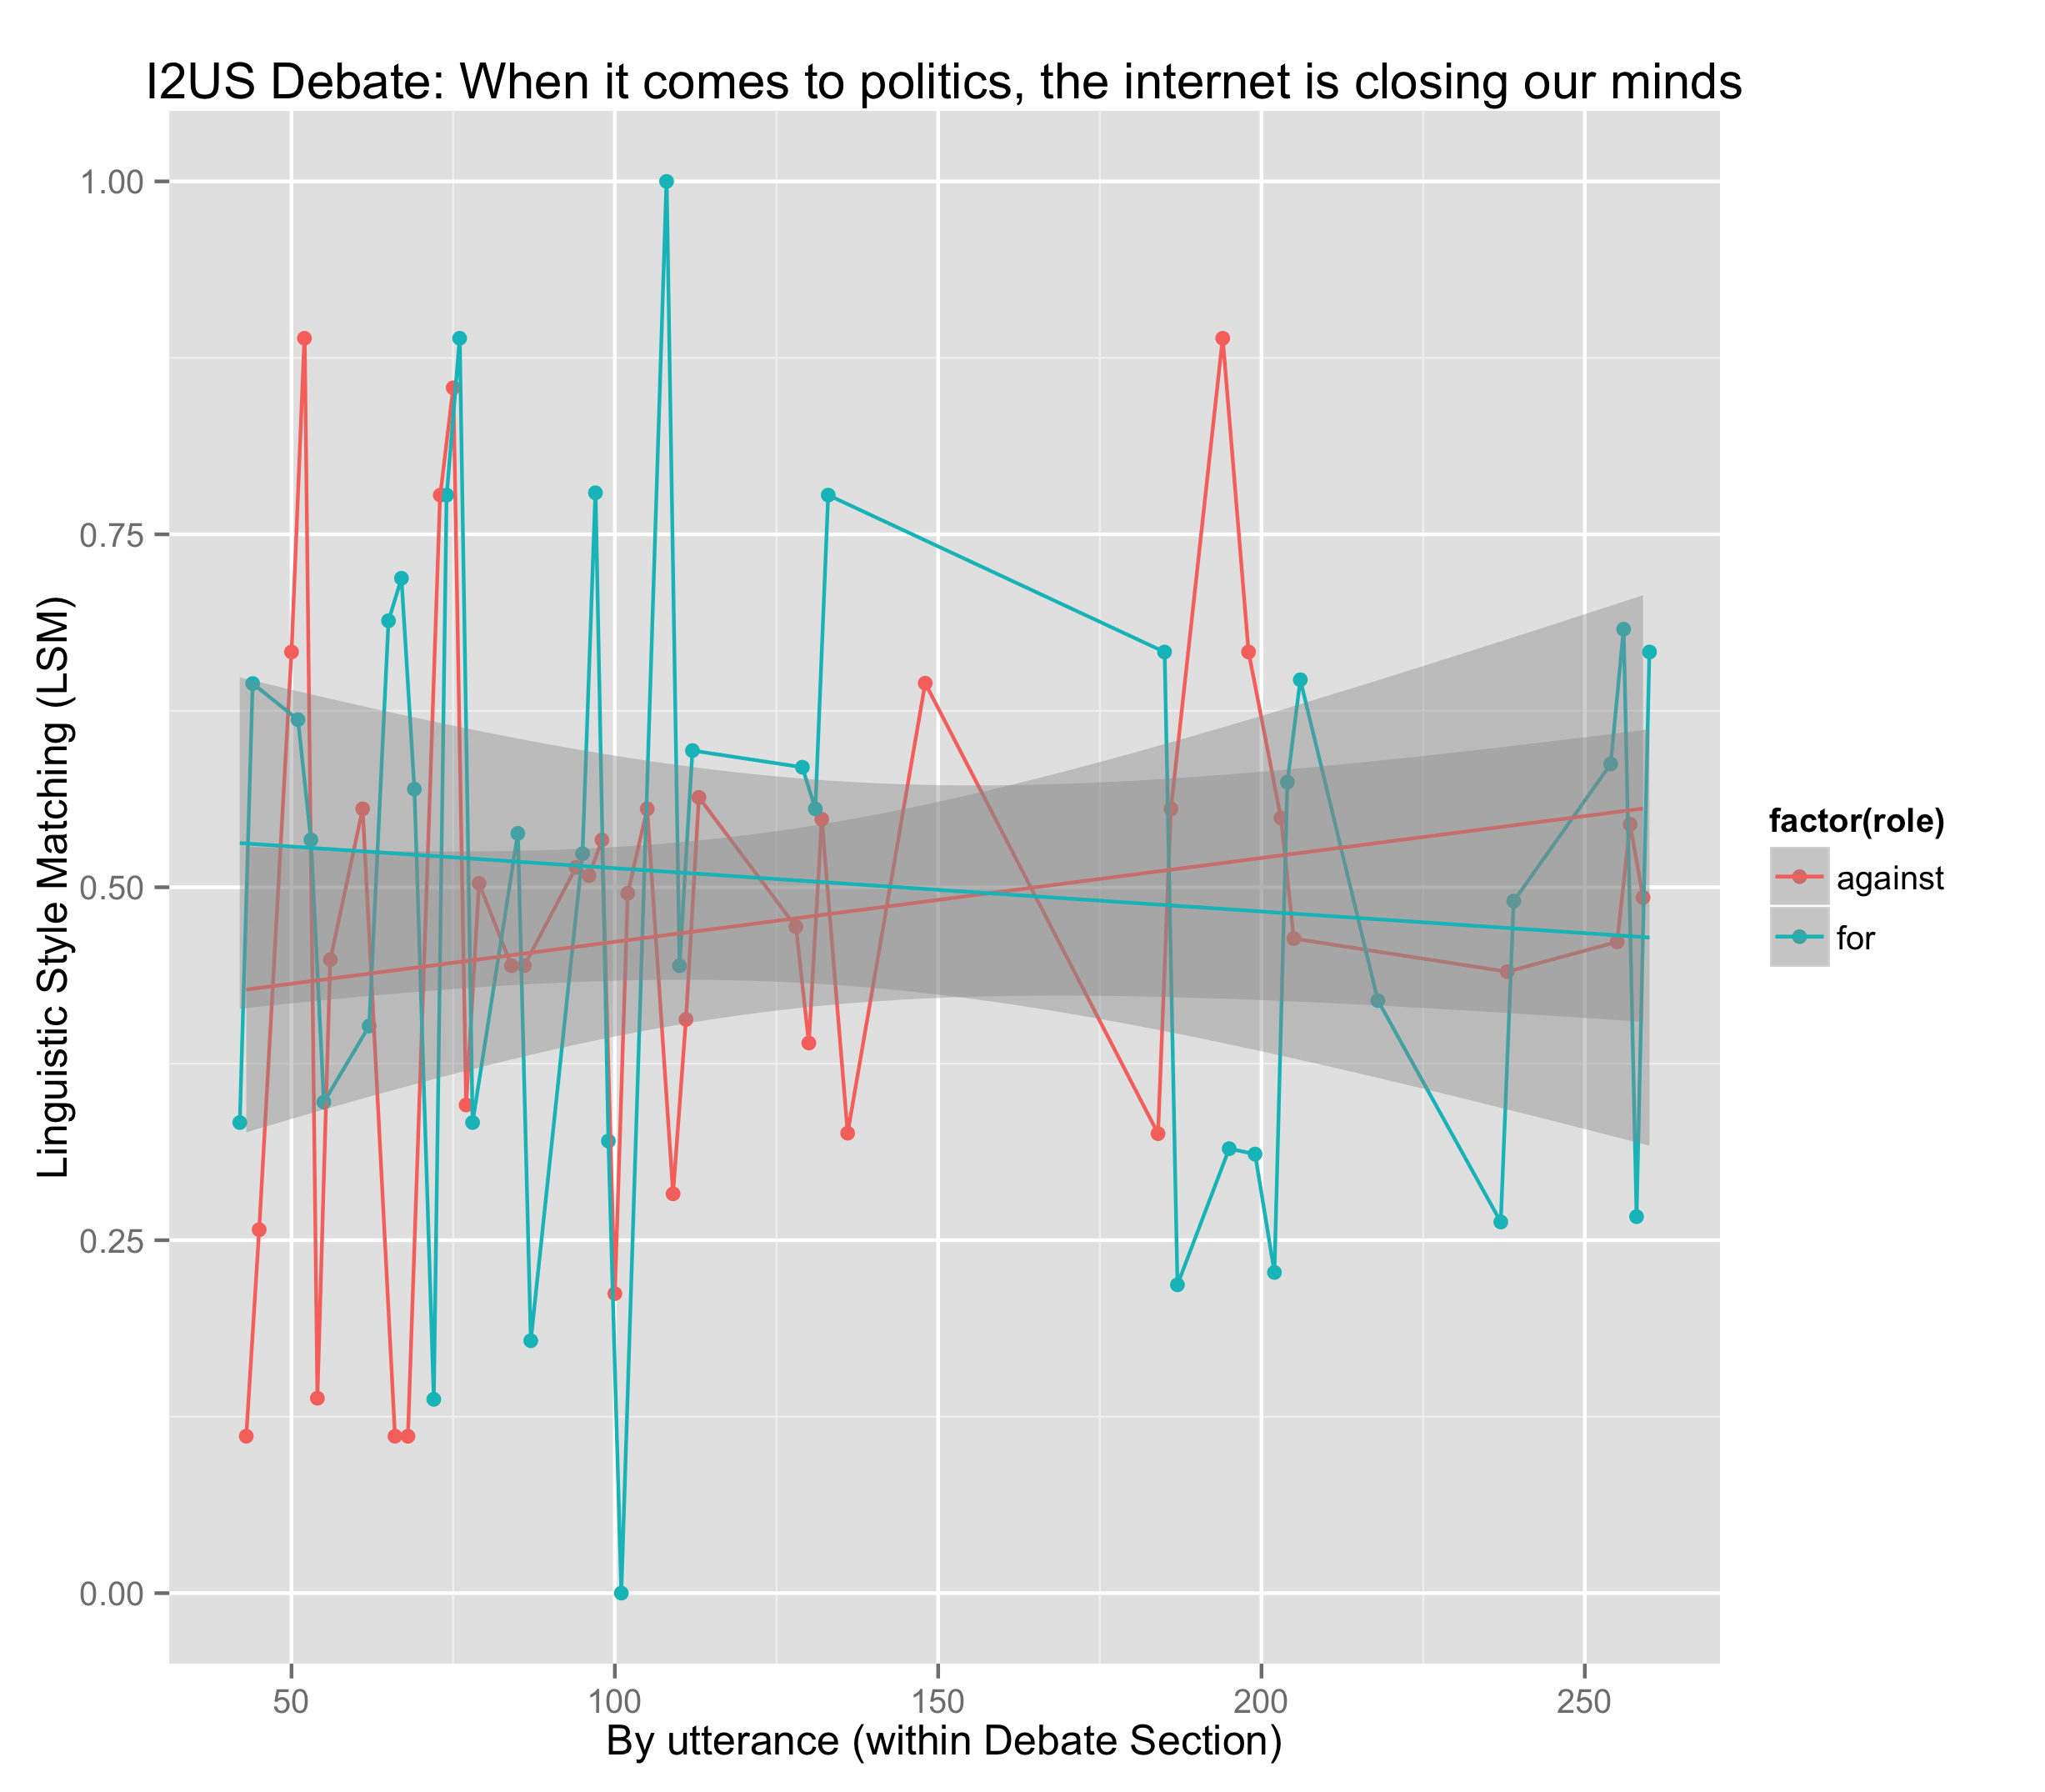 I2US Debate: When it comes to politics, the internet is closing our minds
Linguistic Style Matching (LSM)
1.00
0.75
0.50
0.25
0.00
50 100 150 200 250
By utterance (within Debate Section)
factor(role)
against
for